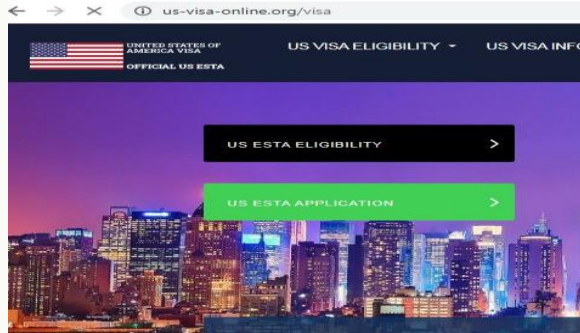 us-visa-online.org/visa
UNITED STATES OF
AMERICA VISA
OFFICIAL US ESTA
US VISA ELIGIBILITY
US VISA INFO
US ESTA ELIGIBILITY
US ESTA APPLICATION